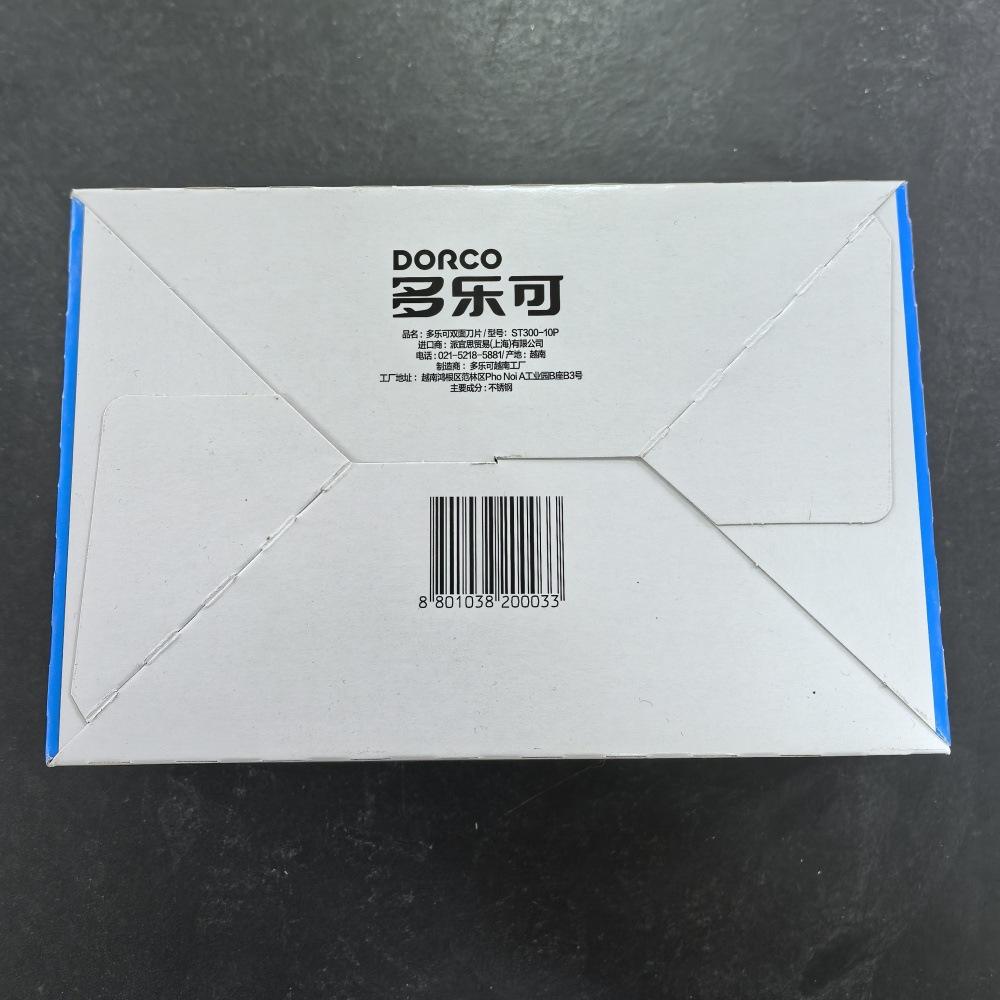 DORCO
多乐可
品名：多乐可双面刀片/型号：ST300-10P
进口商：派宜思贸易(上海)有限公司
电话：021-5218-5881/产地：越南
制造商：多乐可越南工厂
工厂地址：越南鸿根区范林区Pho Noi A工业园B座B3号
主要成分：不锈钢
8 801038 200033